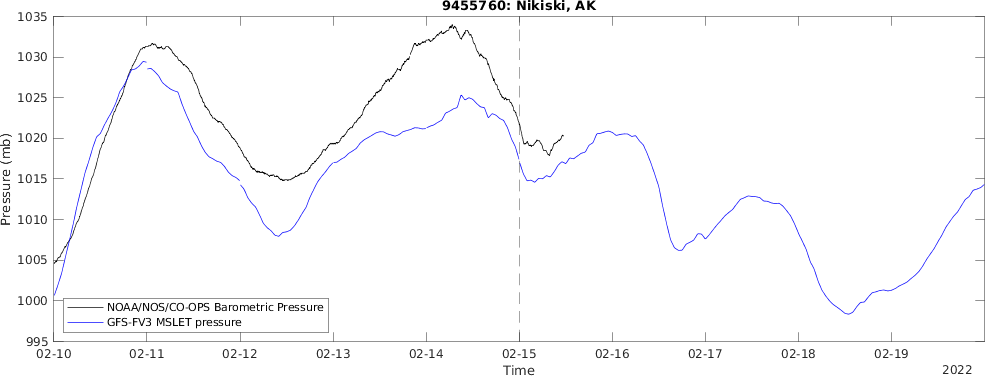 9455760: Nikiski, AK
1035
1030
1025
1020
1015
1010
1005
1000
995
Pressure (mb)
NOAA/NOS/CO-OPS Barometric Pressure
GFS-FV3 MSLET pressure
02-10 02-11 02-12 02-13 02-14 02-15 02-16 02-17 02-18 02-19
Time
2022